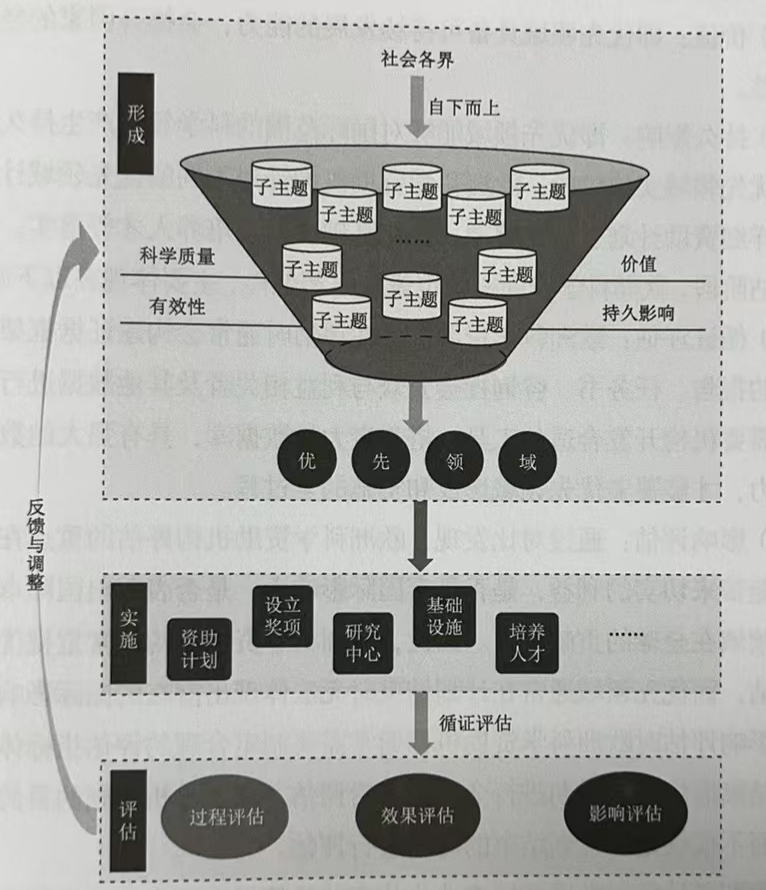 社会各界
自下而上
形成
子主题
子主题
子主题
子主题
子主题
……
子主题
子主题
子主题
子主题
子主题
科学质量
有效性
价值
持久影响
优 先 领 域
反馈与调整
实施
资助
计划
设立
奖项
研究
中心
基础
设施
培养
人才
……
循证评估
评估
过程评估
效果评估
影响评估